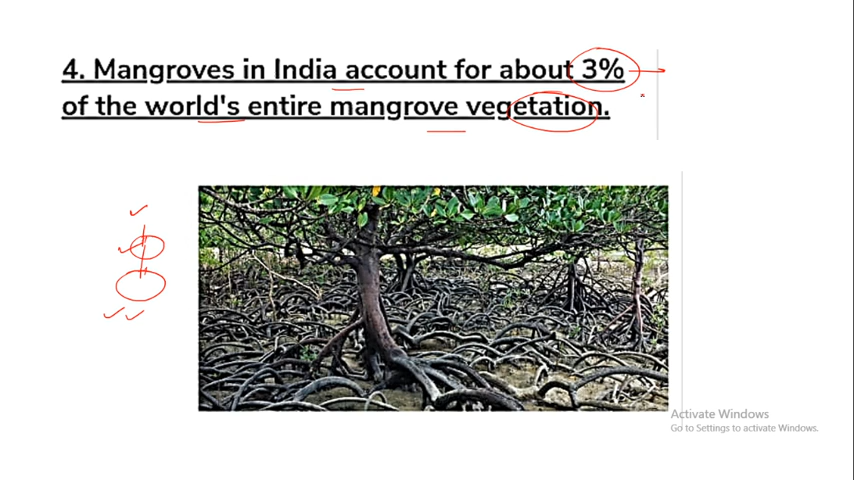 4. Mangroves in India account for about 3%
of the world's entire mangrove vegetation.
Activate Windows
Go to Settings to activate Windows.